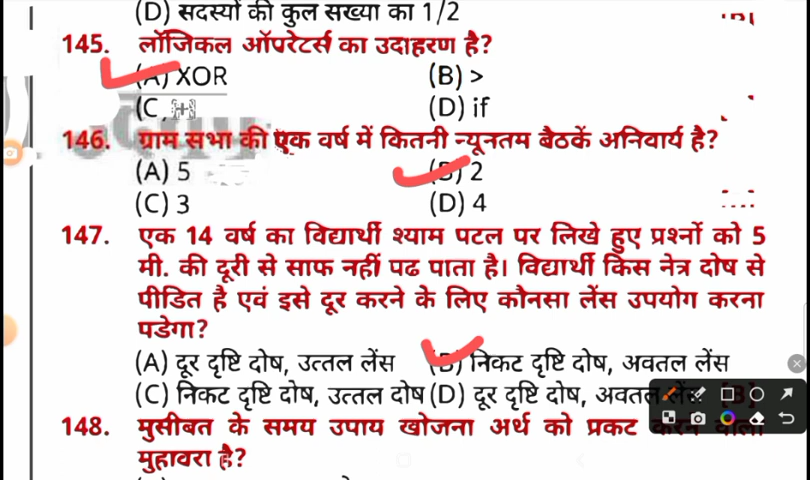 (D) सदस्यों की कुल सख्या का 1/2
145. लॉजिकल ऑपरेटर्स का उदाहरण है?
(A) XOR (B) >
(C (D) if
146. ग्राम सभा की एक वर्ष में कितनी न्यूनतम बैठकें अनिवार्य है?
(A) 5 (B) 2
(C) 3 (D) 4
147. एक 14 वर्ष का विद्यार्थी श्याम पटल पर लिखे हुए प्रश्नों को 5
मी. की दूरी से साफ नहीं पढ पाता है। विद्यार्थी किस नेत्र दोष से
पीडित है एवं इसे दूर करने के लिए कौनसा लेंस उपयोग करना
पडेगा?
(A) दूर दृष्टि दोष, उत्तल लेंस (B) निकट दृष्टि दोष, अवतल लेंस
(C) निकट दृष्टि दोष, उत्तल दोष (D) दूर दृष्टि दोष, अवतल लेंस [B]
148. मुसीबत के समय उपाय खोजना अर्थ को प्रकट करने वाला
मुहावरा है?